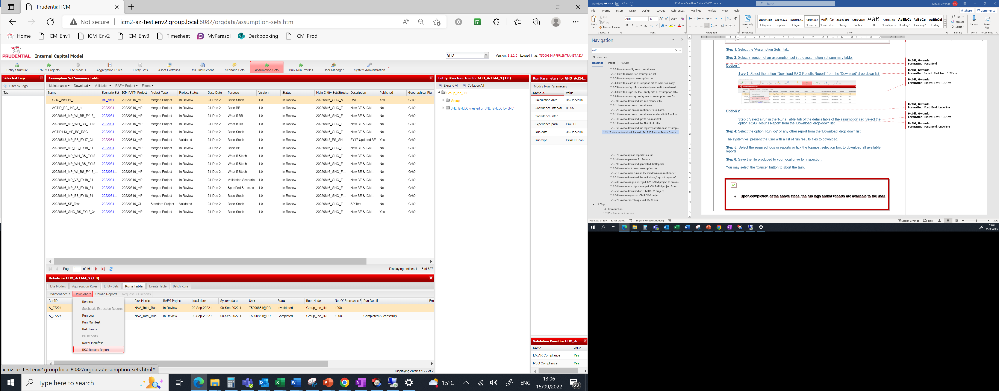 Prudential ICM
Not secure icm2-az-test.env2.group.local:8082/orgdata/assumption-sets.html
Home ICM_Env1 ICM_Env2 ICM_Env3 Timesheet MyParasol Deskbooking ICM_Prod
PRUDENTIAL Internal Capital Model
GHO Version: 8.2.2.0 Logged in as: T5000854@PRU.INTRANET.ASIA
Entity Structure RAFM Projects Lite Models Aggregation Rules Entity Sets Asset Portfolios RSG Instructions Scenario Sets Assumption Sets Bulk Run Profiles User Manager System Administration
Selected Tags
Filter by Tags
Tag
Assumption Set Summary Table
Maintenance Download Validation RAFM Project Filters
Name Scenario Set ICM RAFM Project Project Type Project Status Base Date Purpose Version Status Main Entity Set/Structu Description Published Geographical Rig
GHO_Act144_2 BS_Act1... 20220816_MP... Merged Project In Review 31-Dec-2... Base-Stoch 1.0 In Review 20220816_GHO_A... UAT Yes GHO
ACTID_BB_143_3_a 2022081... 20220816_MP... Merged Project In Review 31-Dec-2... Base-BB 1.0 In Review 20220816_GHO_F... New BE & ICM ... No GHO
20220816_MP_WI_BB_FY18_... 2022081... 20220816_MP... Merged Project In Review 31-Dec-2... What-if-BB 1.0 In Review 20220816_GHO_F... New BE & ICM ... No GHO
20220816_MP_WI4_BB_FY18... 2022081... 20220816_MP... Merged Project In Review 31-Dec-2... What-if-BB 1.0 In Review 20220816_GHO_F... New BE & ICM ... No GHO
ACTID143_MP_BS_RSG 2022081... 20220816_MP... Merged Project In Review 31-Dec-2... Base-Stoch 1.0 In Review 20220816_GHO_F... New BE & ICM ... No GHO
20220513_MP_BS_FY17_Cls... 2022051... 20220513_MP... Merged Project Validated 31-Dec-2... Base-Stoch 1.0 In Review 20220513_ES_GH... FY17 Updated BE Yes GHO
20220816_MP_BB_FY18_34 2022081... 20220816_MP... Merged Project In Review 31-Dec-2... Base-BB 1.0 In Review 20220816_GHO_F... New BE & ICM ... No GHO
20220816_MP_WI4_BS_FY18... 2022081... 20220816_MP... Merged Project In Review 31-Dec-2... What-if-Stoch 1.0 In Review 20220816_GHO_F... New BE & ICM ... No GHO
20220816_MP_WI4_BS_FY18... 2022081... 20220816_MP... Merged Project In Review 31-Dec-2... What-if-Stoch 1.0 In Review 20220816_GHO_F... New BE & ICM ... No GHO
20220816_MP_WI_BS_FY18_... 2022081... 20220816_MP... Merged Project In Review 31-Dec-2... What-if-Stoch 1.0 In Review 20220816_GHO_F... New BE & ICM ... No GHO
20220816_MP_VS_FY18_34 2022081... 20220816_MP... Merged Project In Review 31-Dec-2... Validation Scenario 1.0 In Review 20220816_GHO_F... New BE & ICM ... No GHO
20220816_MP_SS_FY18_34 2022081... 20220816_MP... Merged Project In Review 31-Dec-2... Specified Stresses 1.0 In Review 20220816_GHO_F... New BE & ICM ... No GHO
20220816_MP_BS_FY18_34 2022081... 20220816_MP... Merged Project In Review 31-Dec-2... Base-Stoch 1.0 In Review 20220816_GHO_F... New BE & ICM ... No GHO
20220816_SP_Test 2022081... 20220816_GH... Standard Project Validated 31-Dec-2... Base-Stoch 1.0 In Review 20220816_GHO_F... SP Test No GHO
20220816_GHO_BS_FY18_34 2022081... 20220816_MP... Merged Project In Review 31-Dec-2... Base-Stoch 1.0 In Review 20220816_GHO_F... New BE & ICM ... Yes GHO
Page 1 of 46 Displaying entities 1 - 15 of 687
Details for GHO_Act144_2 (1.0)
Lite Models Aggregation Rules Entity Sets Runs Table Events Table Batch Runs
Maintenance Download Upload Reports Request BU Reports
RunID Risk Metric RAFM Project Local date System date User Status Root Node No. Of Stochastic S Run Details Erro
A_27224 NAV_Total_Bus... In Review 09-Sep-2022 1... 09-Sep-2022 1... T5000854@PR... Invalidated Group_Inc_JNL 1000
A_27227 NAV_Total_Bus... In Review 09-Sep-2022 1... 09-Sep-2022 1... T5000854@PR... Completed Group_Inc_JNL 1000 Completed Successfully
Reports
Stochastic Extraction Reports
Run Log
Run Manifest
Risk Limits
BU Reports
RAFM Manifest
RSG Results Report
icm2-az-test.env2.group.local:8082/orgdata/assumption-sets.html#
Displaying entities 1 - 2 of 2
Entity Structure Tree for GHO_Act144_2 (1.0)
Expand All Collapse All
Group_Inc_JNL
Group
JNL_BHLLC (nested on JNL_BHLLC by JNL)
Run Parameters for GHO_Act14...
Modify Run Parameters
Name Value
Calculation date 31-Dec-2018
Confidence interval 0.995
Confidence inter...
Experience para... Proj_BE
Run date 31-Dec-2018
Run type Pillar II Econ...
Validation Panel for GHO_Ac...
Name Value
LM/AR Compliance Yes
RSG Compliance Yes
Type here to search
15°C ENG 13:06
15/09/2022 22
AutoSave Off ICM Interface User Guide V2.0 TC.docx Search McGill, Gwenda MG
File Home Insert Draw Design Layout References Mailings Review View Help Share Comments
Paste Cut Copy Format Painter Clipboard
Arial 10 Font Paragraph
Sensitivity Sensitivity
AaBbCcD Caption Emphasis Figure Normal Normal I... Strong Subtitle Title No Spac... Heading 1 Heading 2 Heading 3 Styles
Find Replace Select Editing
Dictate Voice Reuse Files Reuse Files
Navigation
wdf
No matches
Headings Pages Results
12.3.3 How to modify an assumption set
12.3.4 How to rename an assumption set
12.3.5 How to copy an assumption set
12.3.6 How to create an assumption set as 'Same as' copy
12.3.7 How to assign LBU-level entity sets to BU-level nesti...
12.3.8 How to assign BU-level entity sets or assumption set...
12.3.9 How to un-assign entity sets or assumption sets fro...
12.3.10 How to download pre-run manifest file
12.3.11 How to run an assumption set
12.3.12 How to run an assumption set as a batch
12.3.13 How to run an assumption set under a Bulk Run Pro...
12.3.14 How to download (post) run manifest
12.3.15 How to download the Risk Limits file
12.3.16 How to download run logs/reports from an assump...
12.3.17 How to download Scenario Set RSG Results Report from a...
12.3.17 How to upload reports to a run
12.3.18 How to generate BU Reports
12.3.19 How to download generated BU Reports
12.3.20 How to lock down assumption set
12.3.21 How to mark runs on locked down assumption set
12.3.22 How to download the lock down/sign off report of...
12.3.23 How to assign a merged ICM RAFM project to an as...
12.3.24 How to unassign a merged ICM RAFM project from...
12.3.25 How to download an ICM RAFM project
12.3.26 How to export an ICM RAFM project
12.3.27 How to cancel a queued RAFM run
13. Tags
13.1 Introduction
13.2 Key inputs and outputs
Step 1: Select the 'Assumption Sets' tab.
Step 2: Select a version of an assumption set in the assumption set summary table.
Option 1
Step 3: Select the option 'Download RSG Results Report' from the 'Download' drop-down list.
Option 2
Step 3 Select a run in the 'Runs Table' tab of the details table of the assumption set. Select the
option 'RSG Results Report' from the 'Download' drop-down list.
Step 4: Select the option 'Run log' or any other report from the 'Download' drop-down list.
The system will present the user with a list of run results files to download.
Step 5: Select the required logs or reports or tick the topmost selection box to download all available
reports.
Step 6: Save the file produced to your local drive for inspection.
You may select the 'Cancel' button to abort the task.
• Upon completion of the above steps, the run logs and/or reports are available to the user.
McGill, Gwenda
Formatted: Font: Bold
McGill, Gwenda
Formatted: Indent: First line: 1.27 cm
McGill, Gwenda
Formatted: Indent: Left: 1.27 cm
McGill, Gwenda
Formatted: Font: Bold, Underline
McGill, Gwenda
Formatted: Indent: Left: 1.27 cm
McGill, Gwenda
Formatted: Font: Bold, Underline
Page 297 of 339 52498 words English (United Kingdom) Display Settings Focus 120%
13:06
15/09/2022